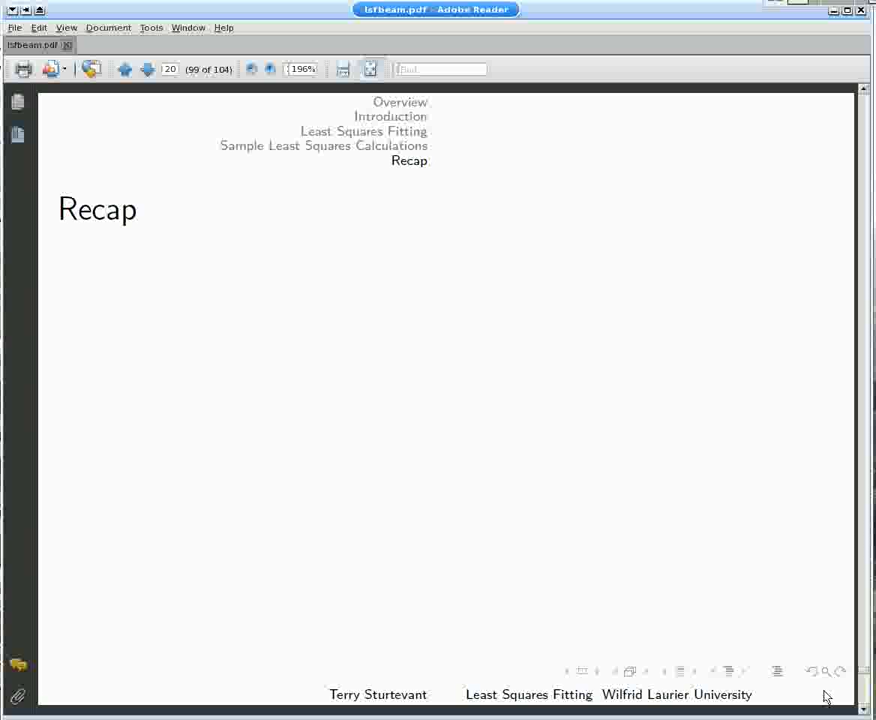 lsfbeam.pdf - Adobe Reader
File Edit View Document Tools Window Help
lsfbeam.pdf
20 (99 of 104) 196% Find
Overview
Introduction
Least Squares Fitting
Sample Least Squares Calculations
Recap
Recap
Terry Sturtevant Least Squares Fitting Wilfrid Laurier University